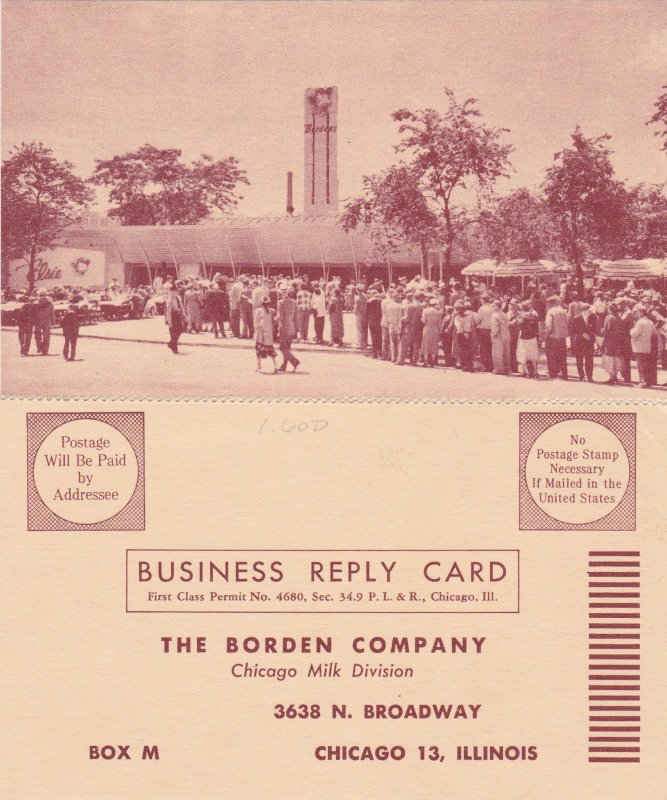 Borden's
Elsie
1.60D
Postage
Will Be Paid
by
Addressee
No
Postage Stamp
Necessary
If Mailed in the
United States
BUSINESS REPLY CARD
First Class Permit No. 4680, Sec. 34.9 P. L. & R., Chicago, Ill.
THE BORDEN COMPANY
Chicago Milk Division
3638 N. BROADWAY
BOX M
CHICAGO 13, ILLINOIS